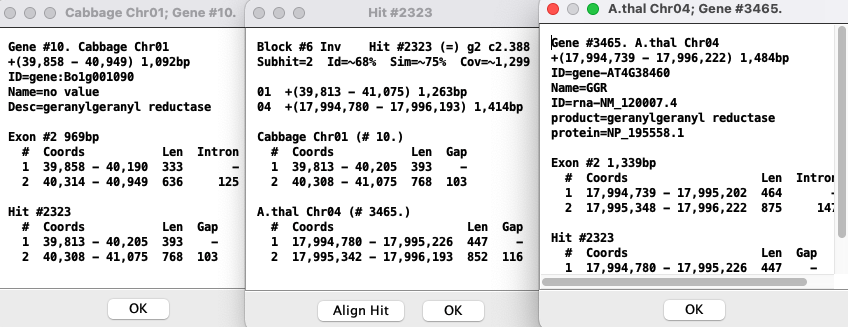 Cabbage Chr01; Gene #10.
Gene #10. Cabbage Chr01
+(39,858 – 40,949) 1,092bp
ID=gene:Bo1g001090
Name=no value
Desc=geranylgeranyl reductase
Exon #2 969bp
# Coords Len Intron
1 39,858 – 40,190 333 –
2 40,314 – 40,949 636 125
Hit #2323
# Coords Len Gap
1 39,813 – 40,205 393 –
2 40,308 – 41,075 768 103
OK
Hit #2323
Block #6 Inv Hit #2323 (=) g2 c2.388
Subhit=2 Id=~68% Sim=~75% Cov=~1,299
01 +(39,813 – 41,075) 1,263bp
04 +(17,994,780 – 17,996,193) 1,414bp
Cabbage Chr01 (# 10.)
# Coords Len Gap
1 39,813 – 40,205 393 –
2 40,308 – 41,075 768 103
A.thal Chr04 (# 3465.)
# Coords Len Gap
1 17,994,780 – 17,995,226 447 –
2 17,995,342 – 17,996,193 852 116
Align Hit OK
A.thal Chr04; Gene #3465.
Gene #3465. A.thal Chr04
+(17,994,739 – 17,996,222) 1,484bp
ID=gene–AT4G38460
Name=GGR
ID=rna–NM_120007.4
product=geranylgeranyl reductase
protein=NP_195558.1
Exon #2 1,339bp
# Coords Len Intron
1 17,994,739 – 17,995,202 464 –
2 17,995,348 – 17,996,222 875 147
Hit #2323
# Coords Len Gap
1 17,994,780 – 17,995,226 447 –
OK